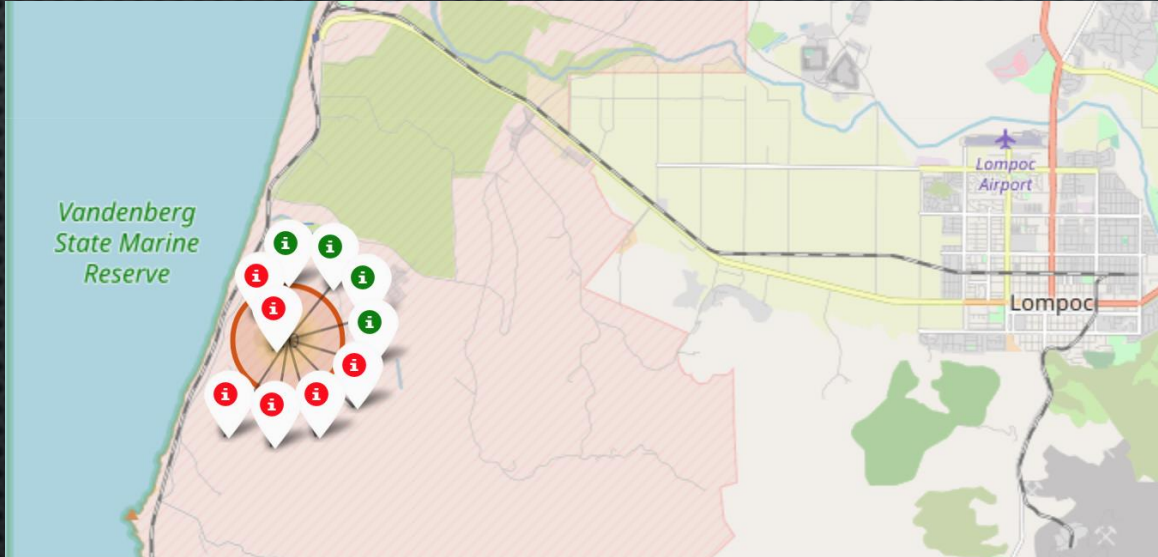 Lompoc
Airport
Vandenberg
State Marine
Reserve
Lompoc
i
i
i
i
i
i
i
i
i
i